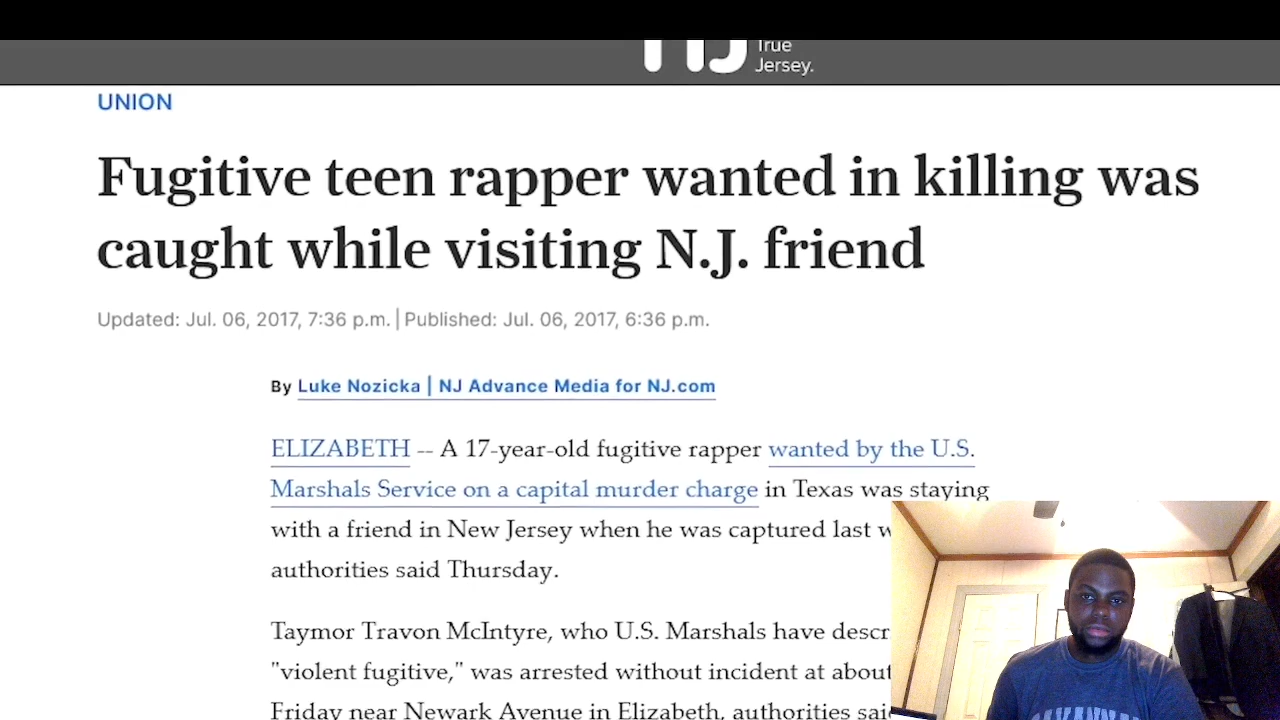 True
Jersey.
UNION
Fugitive teen rapper wanted in killing was
caught while visiting N.J. friend
Updated: Jul. 06, 2017, 7:36 p.m. | Published: Jul. 06, 2017, 6:36 p.m.
By Luke Nozicka | NJ Advance Media for NJ.com
ELIZABETH -- A 17-year-old fugitive rapper wanted by the U.S.
Marshals Service on a capital murder charge in Texas was staying
with a friend in New Jersey when he was captured last
authorities said Thursday.
Taymor Travon McIntyre, who U.S. Marshals have
"violent fugitive," was arrested without incident at about
Friday near Newark Avenue in Elizabeth, authorities